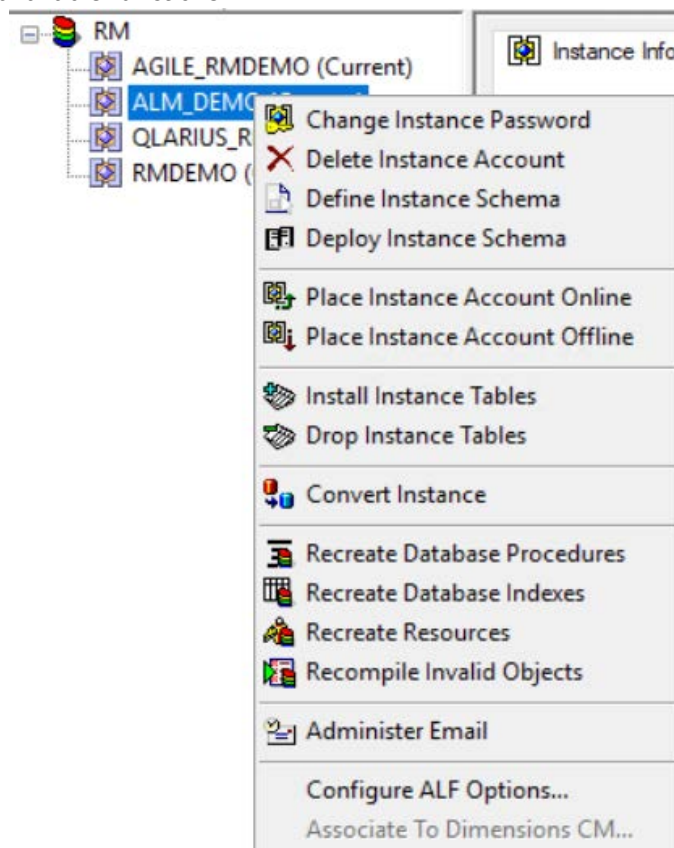 RM
AGILE_RMDEMO (Current)
ALM_DEMO
QLARIUS_R
RMDEMO (
Instance Info
Change Instance Password
Delete Instance Account
Define Instance Schema
Deploy Instance Schema
Place Instance Account Online
Place Instance Account Offline
Install Instance Tables
Drop Instance Tables
Convert Instance
Recreate Database Procedures
Recreate Database Indexes
Recreate Resources
Recompile Invalid Objects
Administer Email
Configure ALF Options...
Associate To Dimensions CM...